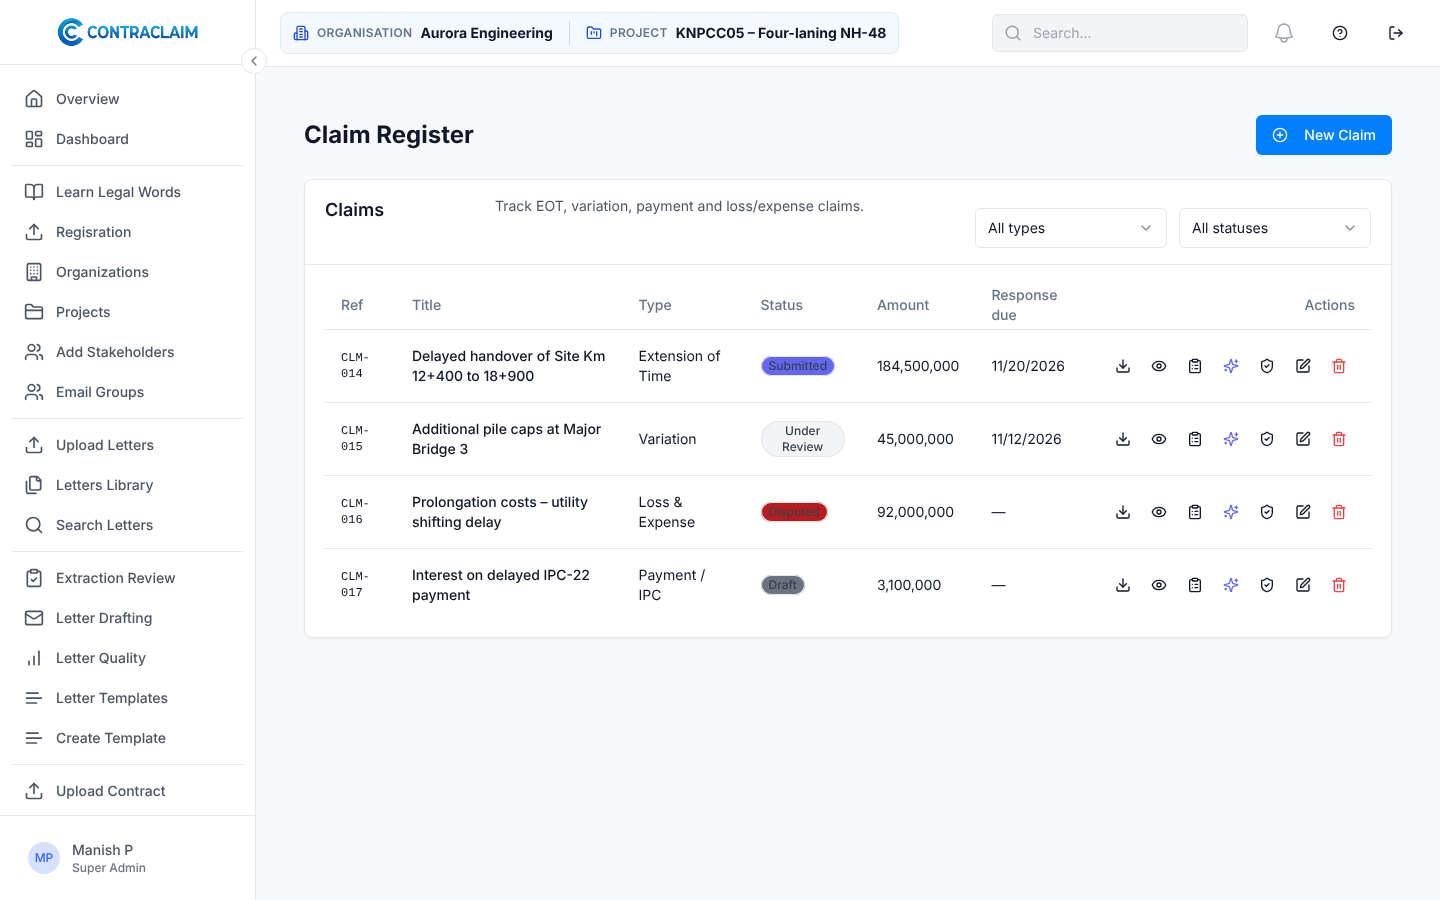 CONTRACLAIM
ORGANISATION Aurora Engineering PROJECT KNPCC05 – Four-laning NH-48
Search...
Overview
Dashboard
Learn Legal Words
Regisration
Organizations
Projects
Add Stakeholders
Email Groups
Upload Letters
Letters Library
Search Letters
Extraction Review
Letter Drafting
Letter Quality
Letter Templates
Create Template
Upload Contract
MP
Manish P
Super Admin
Claim Register
New Claim
Claims
Track EOT, variation, payment and loss/expense claims.
All types
All statuses
Ref Title Type Status Amount Response due Actions
CLM-014 Delayed handover of Site Km 12+400 to 18+900 Extension of Time Submitted 184,500,000 11/20/2026
CLM-015 Additional pile caps at Major Bridge 3 Variation Under Review 45,000,000 11/12/2026
CLM-016 Prolongation costs – utility shifting delay Loss & Expense Disputed 92,000,000 —
CLM-017 Interest on delayed IPC-22 payment Payment / IPC Draft 3,100,000 —